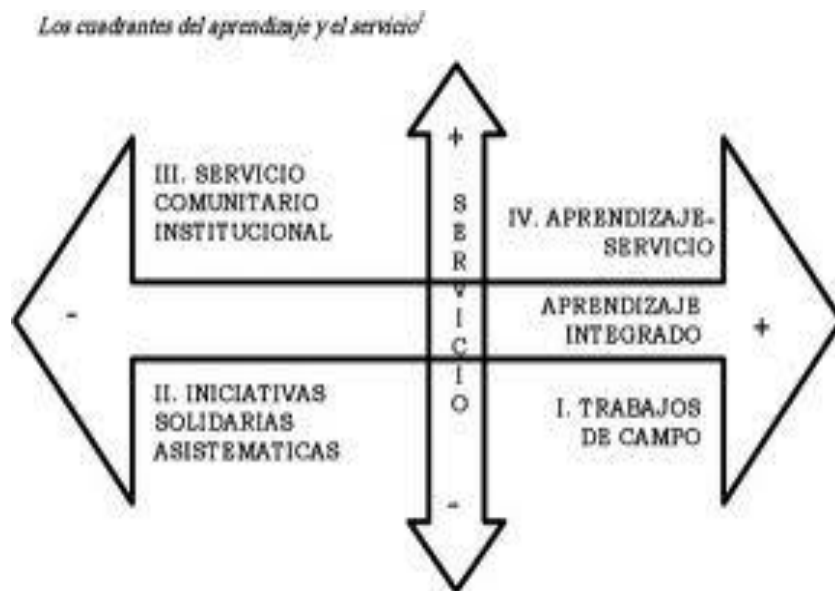 Los cuadrantes del aprendizaje y el servicio¹
+
III. SERVICIO
COMUNITARIO
INSTITUCIONAL
SERVICIO
IV. APRENDIZAJE-
SERVICIO
-
APRENDIZAJE
INTEGRADO
+
II. INICIATIVAS
SOLIDARIAS
ASISTEMATICAS
I. TRABAJOS
DE CAMPO
-